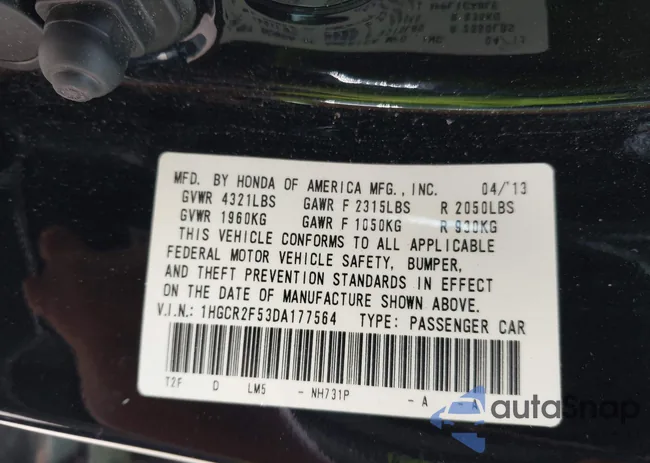 MFD. BY HONDA OF AMERICA MFG., INC. 04/'13
GVWR 4321LBS GAWR F 2315LBS R 2050LBS
GVWR 1960KG GAWR F 1050KG R 930KG
THIS VEHICLE CONFORMS TO ALL APPLICABLE
FEDERAL MOTOR VEHICLE SAFETY, BUMPER,
AND THEFT PREVENTION STANDARDS IN EFFECT
ON THE DATE OF MANUFACTURE SHOWN ABOVE.
V.I.N.: 1HGCR2F53DA177564 TYPE: PASSENGER CAR
T2F D LM5 - NH731P - A - A
autoSnap